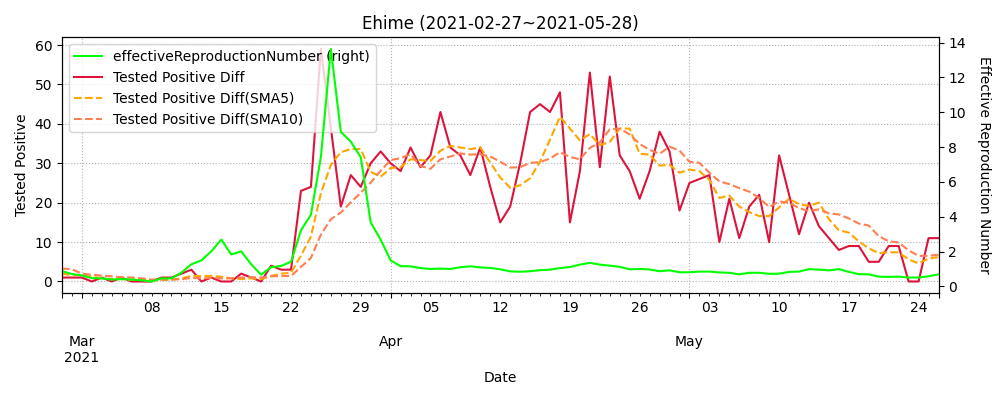 Ehime (2021-02-27~2021-05-28)
effectiveReproductionNumber (right)
Tested Positive Diff
Tested Positive Diff(SMA5)
Tested Positive Diff(SMA10)
Tested Positive
60
50
40
30
20
10
0
14
12
10
8
6
4
2
0
Effective Reproduction Number
08 15 22 29 05 12 19 26 03 10 17 24
Mar Apr May
2021
Date